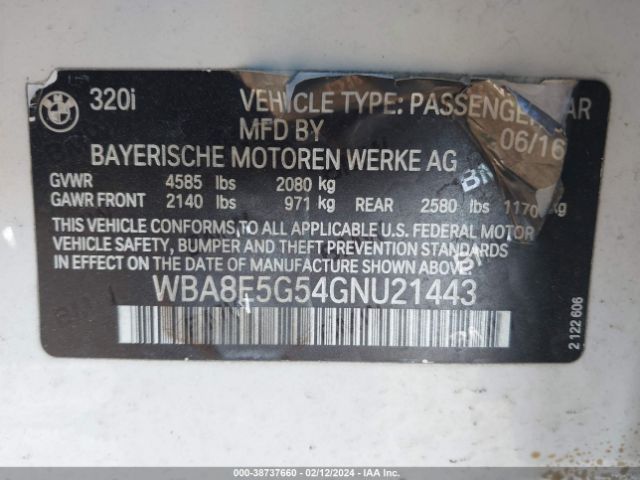 320i VEHICLE TYPE: PASSENGER CAR
MFD BY 06/16
BAYERISCHE MOTOREN WERKE AG
GVWR 4585 lbs 2080 kg
GAWR FRONT 2140 lbs 971 kg REAR 2580 lbs 1170 kg
THIS VEHICLE CONFORMS TO ALL APPLICABLE U.S. FEDERAL MOTOR
VEHICLE SAFETY, BUMPER AND THEFT PREVENTION STANDARDS
IN EFFECT ON THE DATE OF MANUFACTURE SHOWN ABOVE.
WBA8E5G54GNU21443
2 122 606
000-38737660 - 02/12/2024 - IAA Inc.